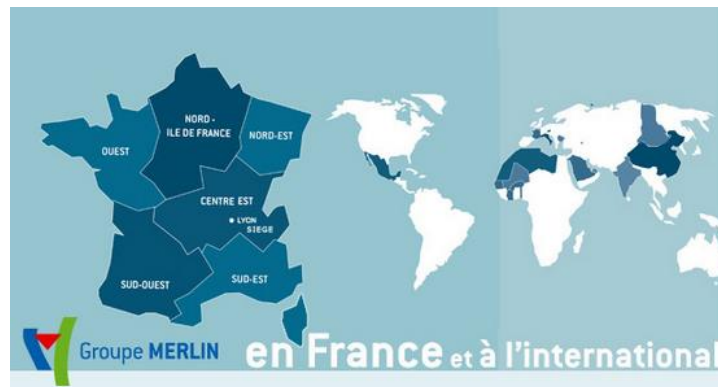 NORD -
ILE DE FRANCE
NORD-EST
OUEST
CENTRE EST
LYON
SIEGE
SUD-OUEST
SUD-EST
Groupe MERLIN
en France et à l'international